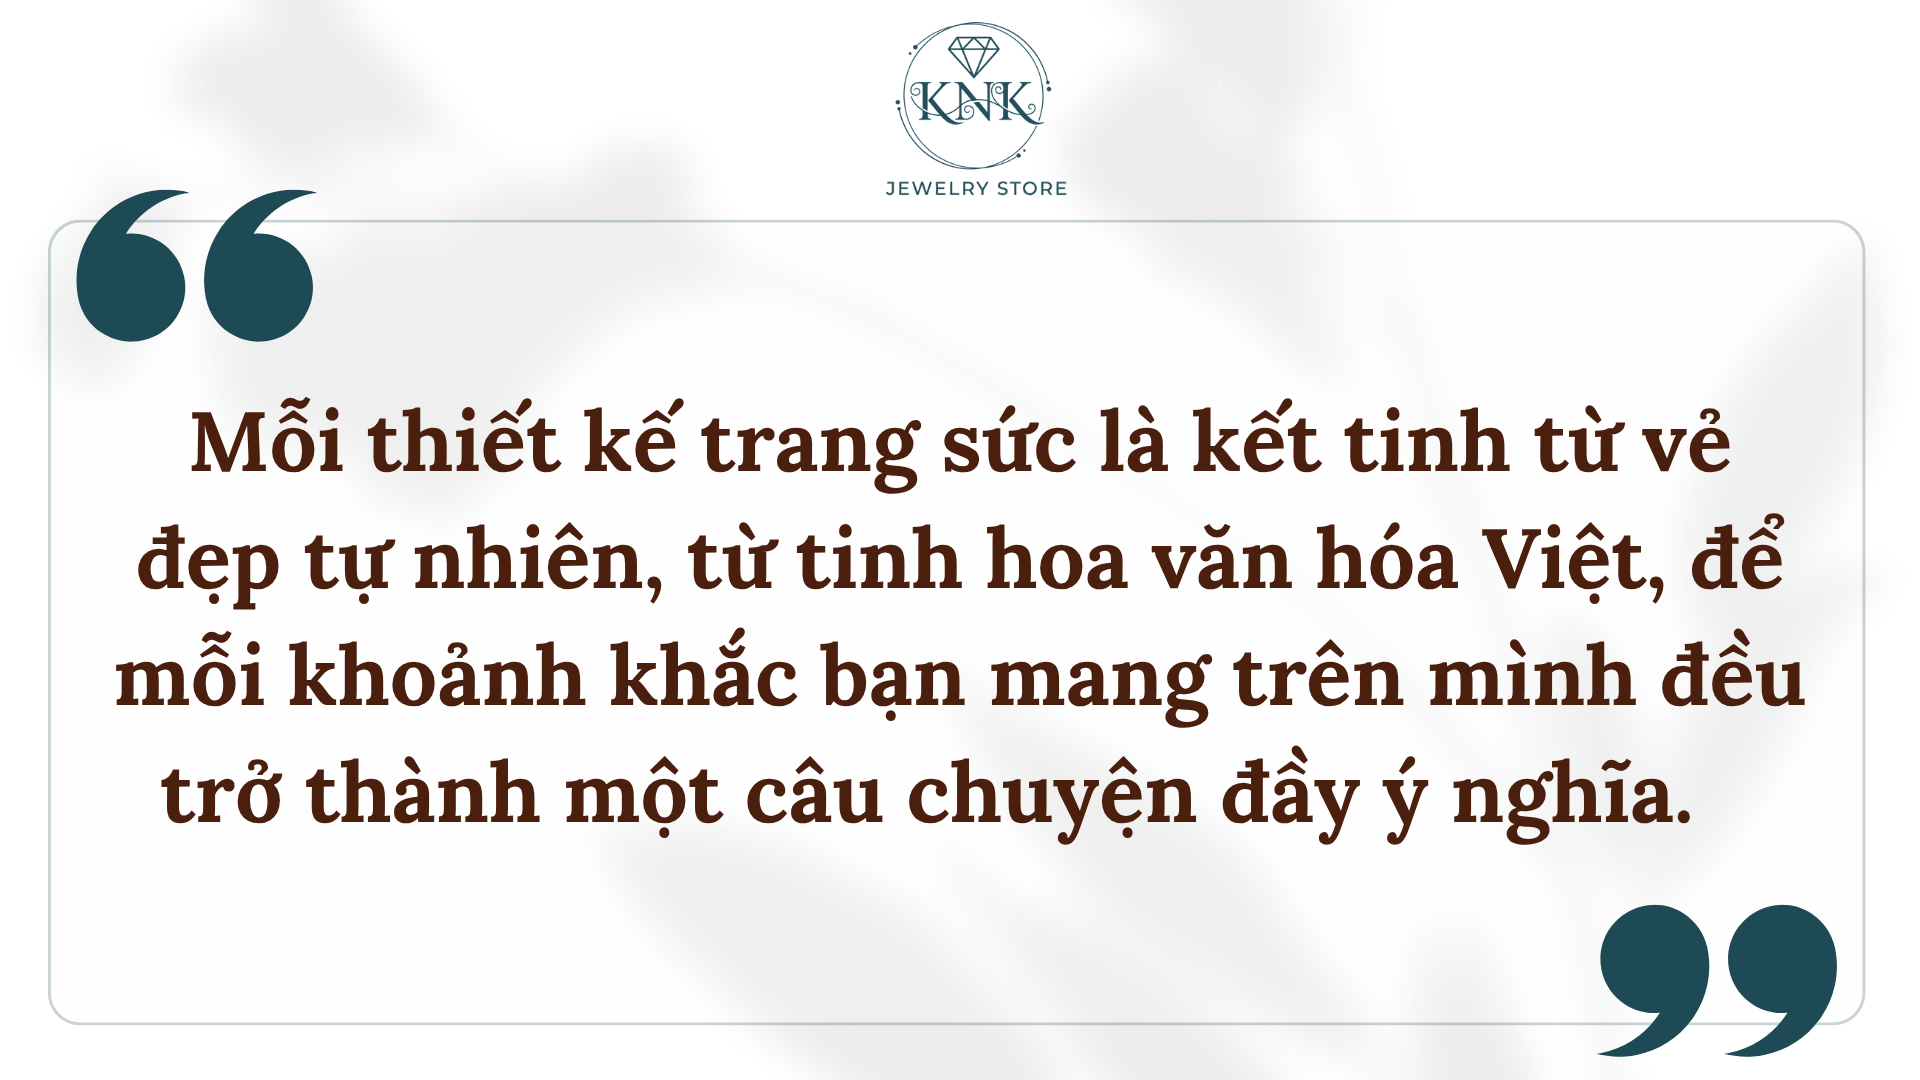 KNK
JEWELRY STORE
“
Mỗi thiết kế trang sức là kết tinh từ vẻ
đẹp tự nhiên, từ tinh hoa văn hóa Việt, để
mỗi khoảnh khắc bạn mang trên mình đều
trở thành một câu chuyện đầy ý nghĩa.
”